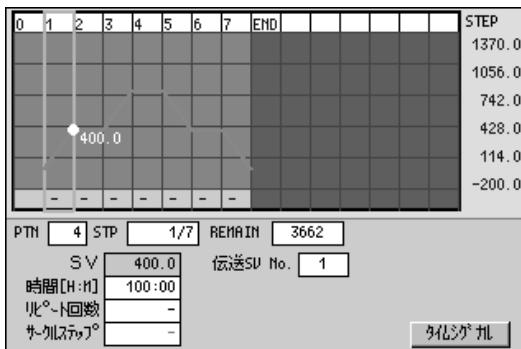 0 1 2 3 4 5 6 7 END STEP
1370.0
1056.0
742.0
400.0 428.0
114.0
-200.0
- - - - - - -
PTN 4 STP 1/7 REMAIN 3662
SV 400.0 伝送SV No. 1
時間[H:M] 100:00
リピート回数 -
サークルステップ -
タイムシグナル